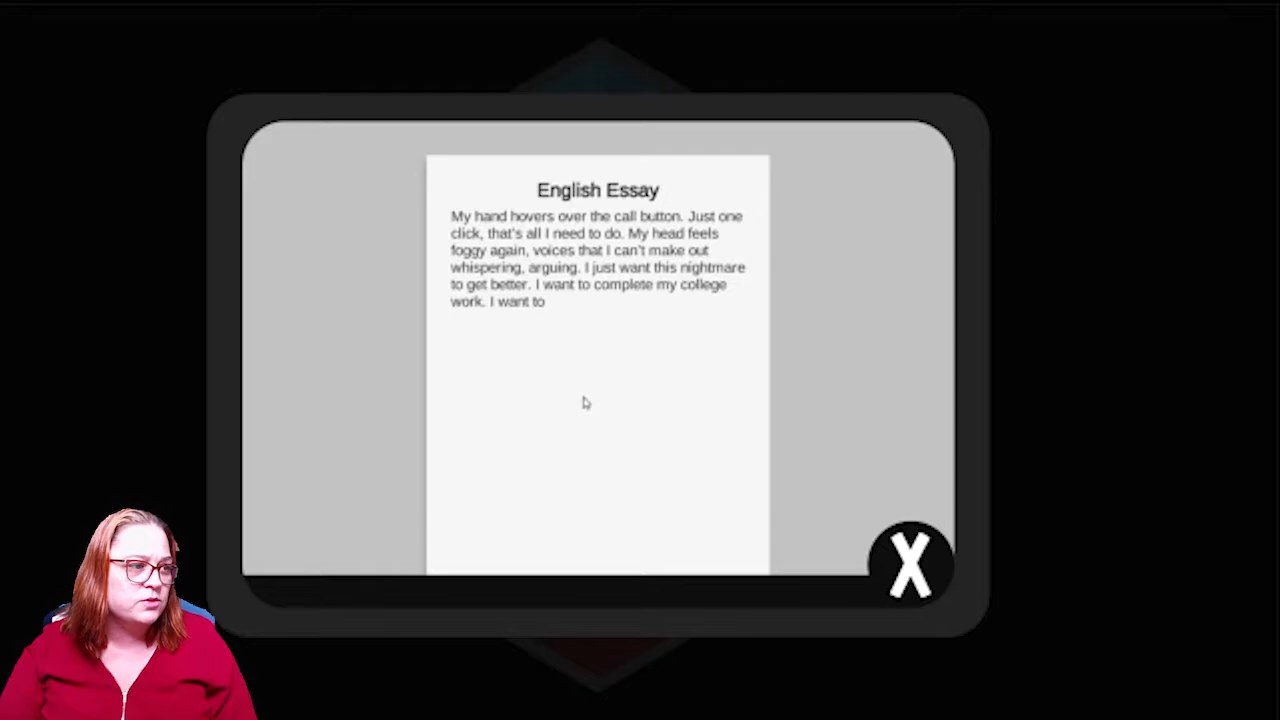 English Essay
My hand hovers over the call button. Just one
click, that's all I need to do. My head feels
foggy again, voices that I can't make out
whispering, arguing. I just want this nightmare
to get better. I want to complete my college
work. I want to
X